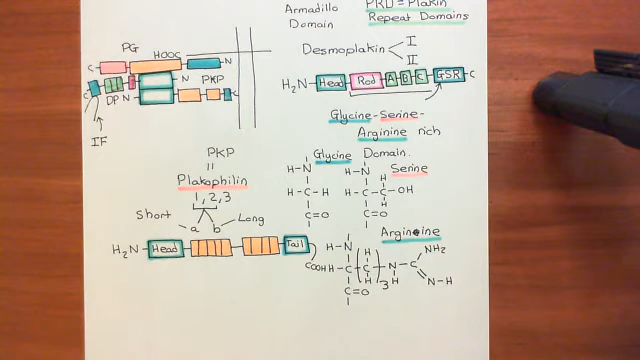 Armadillo
Domain
PRD = Plakin
Repeat Domains
PG
HOOC
C
N
N
PKP
C
DP N
C
IF
Desmoplakin
I
II
H₂N
Head
Rod
A
B
C
GSR
C
Glycine-Serine-
Arginine rich
Domain.
PKP
=
Plakophilin
1, 2, 3
Short
a
b
Long
H₂N
Head
Tail
COOH
Glycine
H-N
H-C-H
C=O
Serine
H-N H
H-C-C-OH
H
C=O
Arginine
H-N
H
H-C-C-N-C
H
H
3
NH₂
N-H
C=O